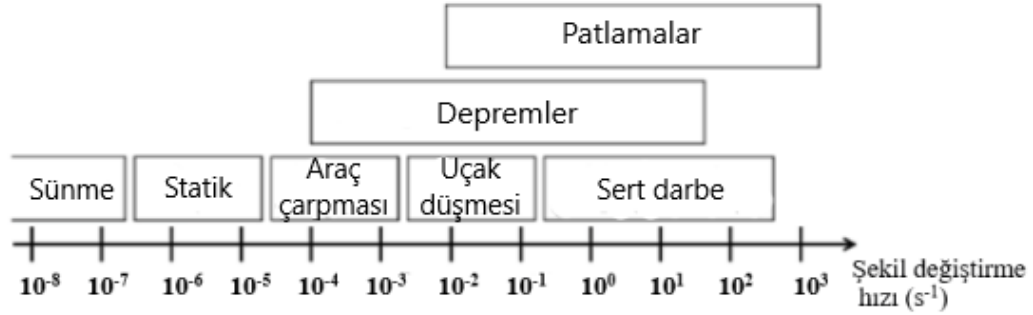 Patlamalar
Depremler
Sünme
Statik
Araç
çarpması
Uçak
düşmesi
Sert darbe
10⁻⁸ 10⁻⁷ 10⁻⁶ 10⁻⁵ 10⁻⁴ 10⁻³ 10⁻² 10⁻¹ 10⁰ 10¹ 10² 10³
Şekil değiştirme
hızı (s⁻¹)